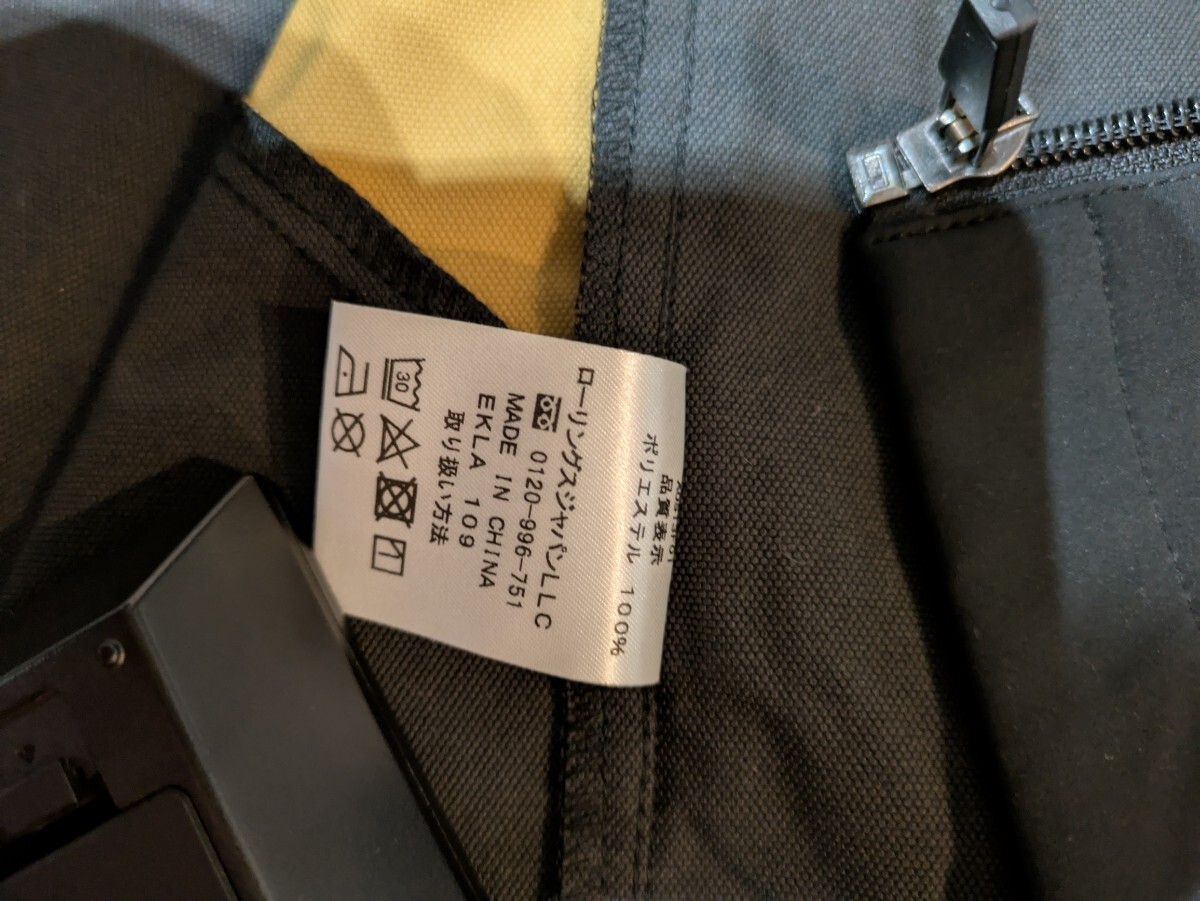 品質表示
ポリエステル 100%
ローリングスジャパンLLC
0120-996-751
MADE IN CHINA
EKLA 109
取り扱い方法
30